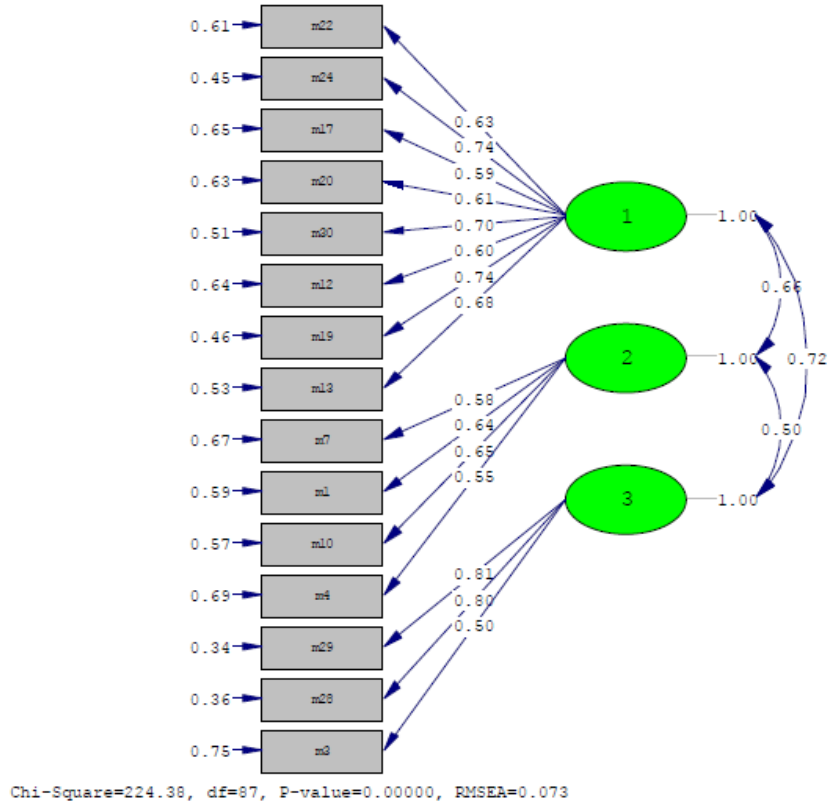 0.61 m22
0.45 m24
0.65 m17
0.63 m20
0.51 m30
0.64 m12
0.46 m19
0.53 m13
0.67 m7
0.59 m1
0.57 m10
0.69 m4
0.34 m29
0.36 m28
0.75 m3
0.63
0.74
0.59
0.61
0.70
0.60
0.74
0.68
0.58
0.64
0.65
0.55
0.81
0.80
0.50
1 1.00
2 1.00
3 1.00
0.66
0.72
0.50
Chi-Square=224.38, df=87, P-value=0.00000, RMSEA=0.073